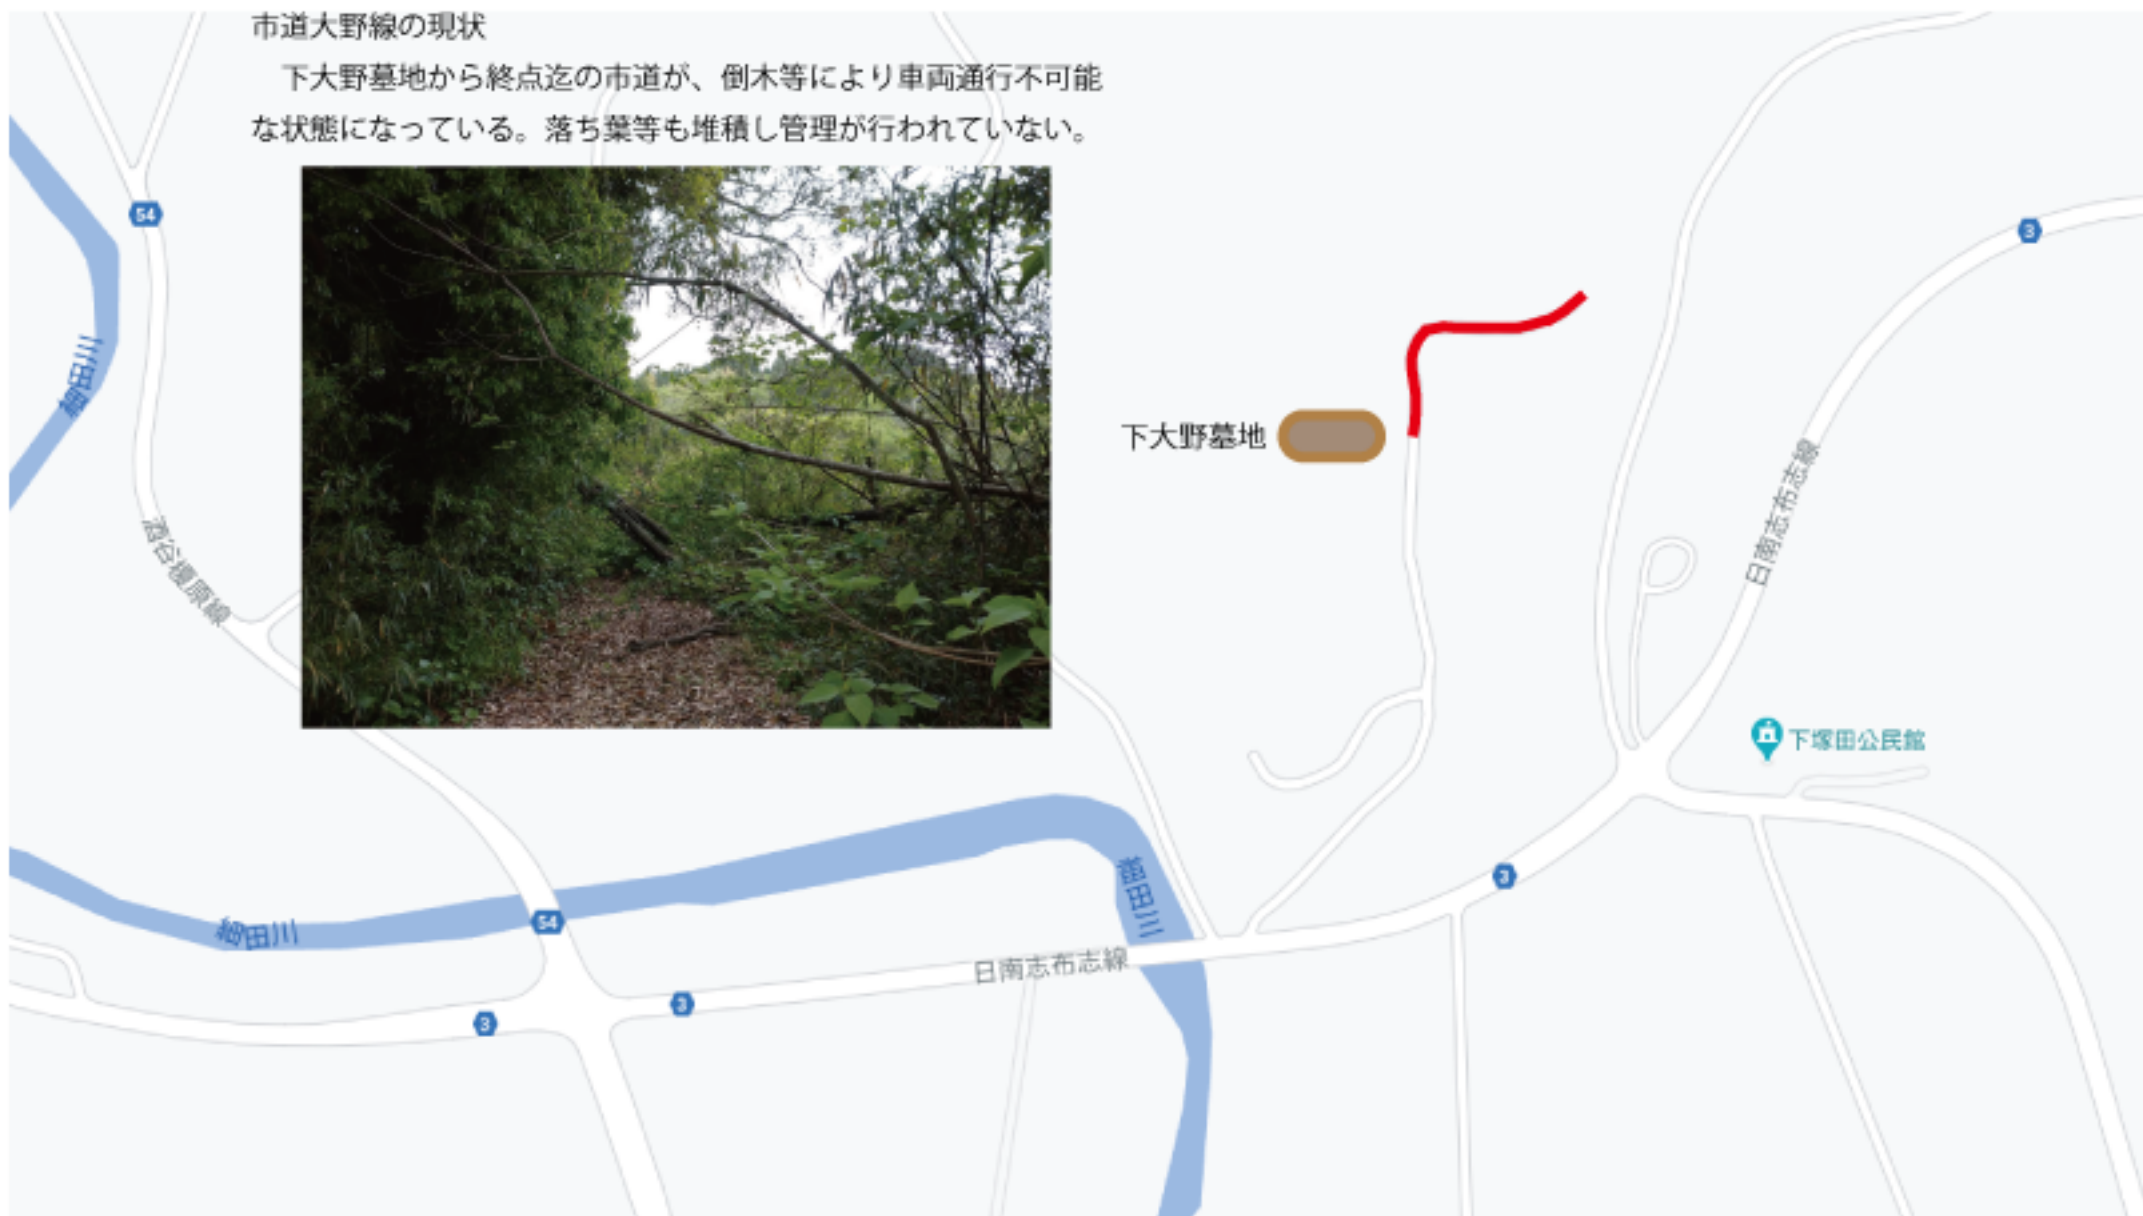 市道大野線の現状
下大野墓地から終点迄の市道が、倒木等により車両通行不可能
な状態になっている。落ち葉等も堆積し管理が行われていない。
54
3
細田川
下大野墓地
日南志布志線
酒谷榎原線
下塚田公民館
細田川
3
54
細田川
日南志布志線
3
3